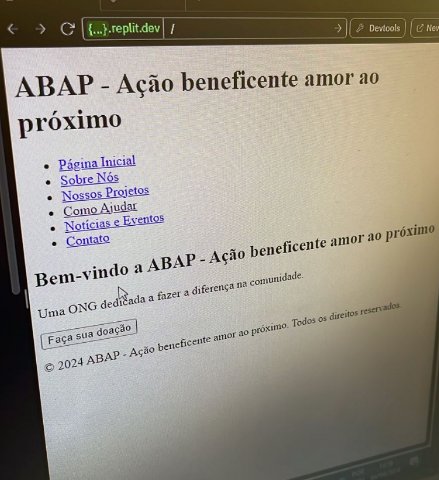 {...}.replit.dev /
Devtools
ABAP - Ação beneficente amor ao
próximo
Página Inicial
Sobre Nós
Nossos Projetos
Como Ajudar
Notícias e Eventos
Contato
Bem-vindo a ABAP - Ação beneficente amor ao próximo
Uma ONG dedicada a fazer a diferença na comunidade.
Faça sua doação
© 2024 ABAP - Ação beneficente amor ao próximo. Todos os direitos reservados.